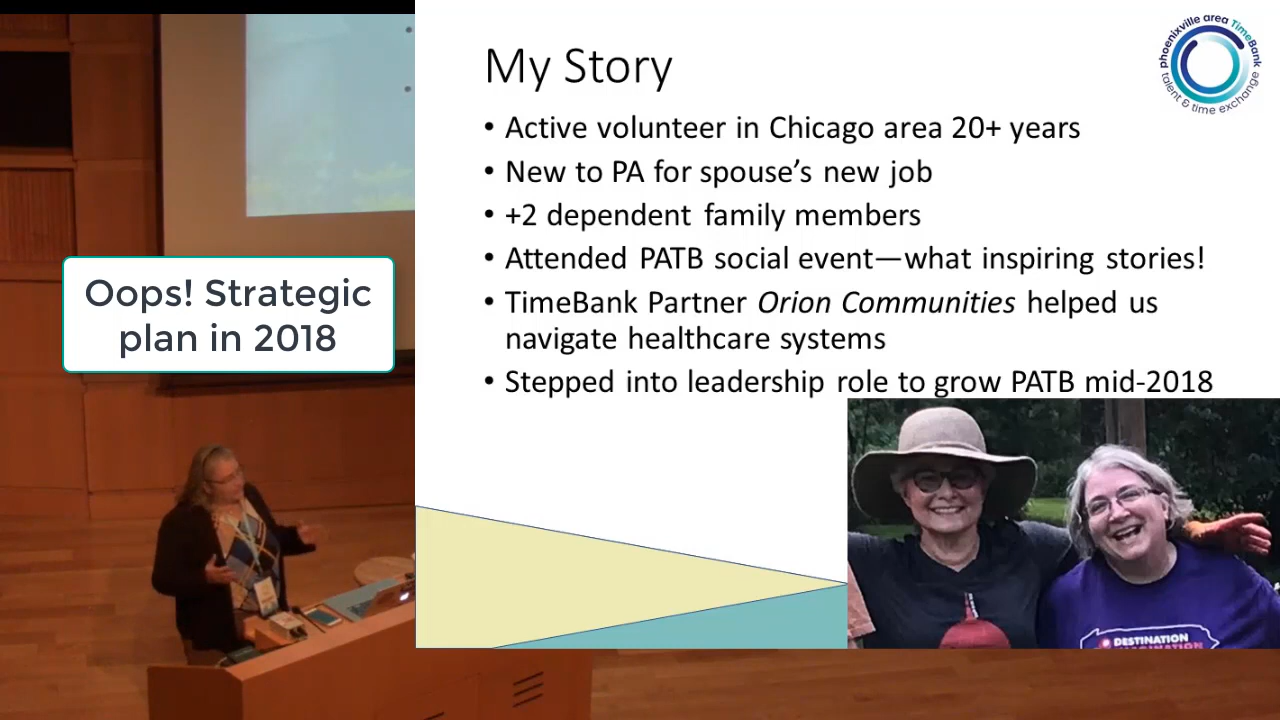 Oops! Strategic
plan in 2018
My Story
• Active volunteer in Chicago area 20+ years
• New to PA for spouse’s new job
• +2 dependent family members
• Attended PATB social event—what inspiring stories!
• TimeBank Partner Orion Communities helped us
navigate healthcare systems
• Stepped into leadership role to grow PATB mid-2018
phoenixville area TimeBank
talent & time exchange
DESTINATION
IMAGINATION